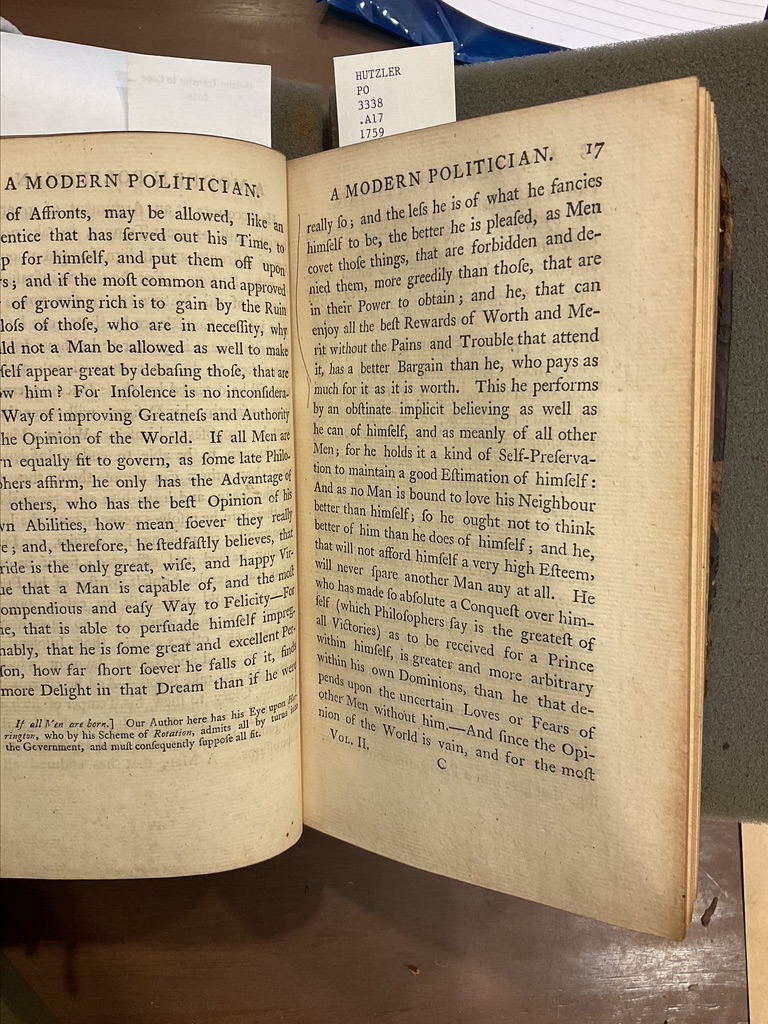 HUTZLER
PO
3338
.A17
1759
A MODERN POLITICIAN.
of Affronts, may be allowed, like an
entice that has ſerved out his Time, to
p for himſelf, and put them off upon
rs; and if the moſt common and approved
of growing rich is to gain by the Ruin
loſs of thoſe, who are in neceſſity, why
ld not a Man be allowed as well to make
ſelf appear great by debaſing thoſe, that are
ow him? For Inſolence is no inconſidera-
Way of improving Greatneſs and Authority
he Opinion of the World. If all Men are
n equally fit to govern, as ſome late Philo-
hers affirm, he only has the Advantage of
others, who has the beſt Opinion of his
vn Abilities, how mean ſoever they really
e; and, therefore, he ſtedfaſtly believes, that
ride is the only great, wiſe, and happy Vir-
ue that a Man is capable of, and the moſt
ompendious and eaſy Way to Felicity—For
he, that is able to perſuade himſelf impreg-
nably, that he is ſome great and excellent Per-
ſon, how far ſhort ſoever he falls of it, finds
more Delight in that Dream than if he were
If all Men are born.] Our Author here has his Eye upon Har-
rington, who by his Scheme of Rotation, admits all by turns into
the Government, and muſt conſequently ſuppoſe all fit.
A MODERN POLITICIAN. 17
really ſo; and the leſs he is of what he fancies
himſelf to be, the better he is pleaſed, as Men
covet thoſe things, that are forbidden and de-
nied them, more greedily than thoſe, that are
in their Power to obtain; and he, that can
enjoy all the beſt Rewards of Worth and Me-
rit without the Pains and Trouble that attend
it, has a better Bargain than he, who pays as
much for it as it is worth. This he performs
by an obſtinate implicit believing as well as
he can of himſelf, and as meanly of all other
Men; for he holds it a kind of Self-Preſerva-
tion to maintain a good Eſtimation of himſelf:
And as no Man is bound to love his Neighbour
better than himſelf; ſo he ought not to think
better of him than he does of himſelf; and he,
that will not afford himſelf a very high Eſteem,
will never ſpare another Man any at all. He
who has made ſo abſolute a Conqueſt over him-
ſelf (which Philoſophers ſay is the greateſt of
all Victories) as to be received for a Prince
within himſelf, is greater and more arbitrary
within his own Dominions, than he that de-
pends upon the uncertain Loves or Fears of
other Men without him.—And ſince the Opi-
nion of the World is vain, and for the moſt
VOL. II. C